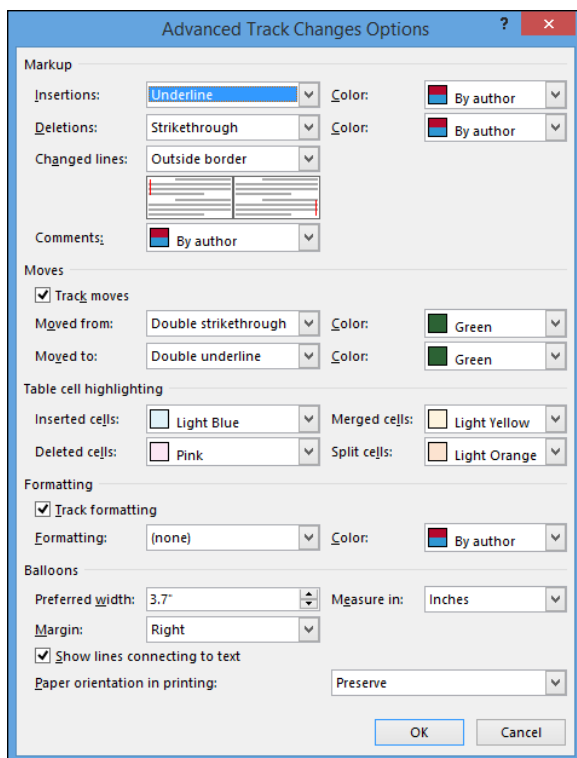 Advanced Track Changes Options ? ×
Markup
Insertions: Underline Color: By author
Deletions: Strikethrough Color: By author
Changed lines: Outside border
Comments: By author
Moves
Track moves
Moved from: Double strikethrough Color: Green
Moved to: Double underline Color: Green
Table cell highlighting
Inserted cells: Light Blue Merged cells: Light Yellow
Deleted cells: Pink Split cells: Light Orange
Formatting
Track formatting
Formatting: (none) Color: By author
Balloons
Preferred width: 3.7" Measure in: Inches
Margin: Right
Show lines connecting to text
Paper orientation in printing: Preserve
OK Cancel